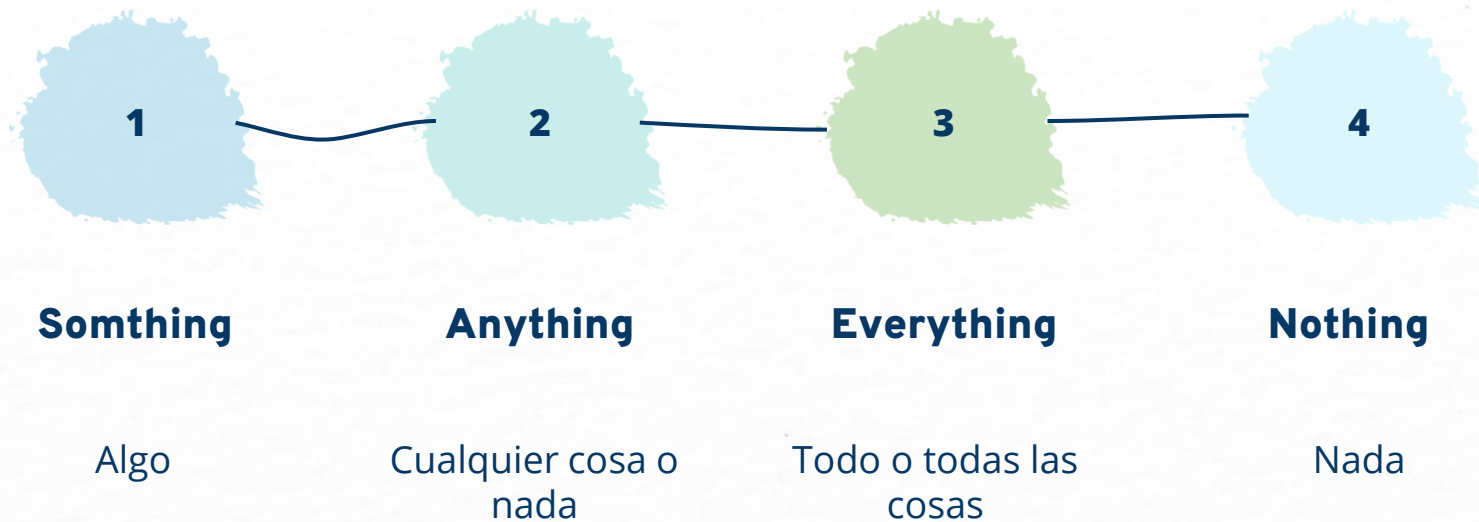 1
2
3
4
Somthing
Anything
Everything
Nothing
Algo
Cualquier cosa o
nada
Todo o todas las
cosas
Nada